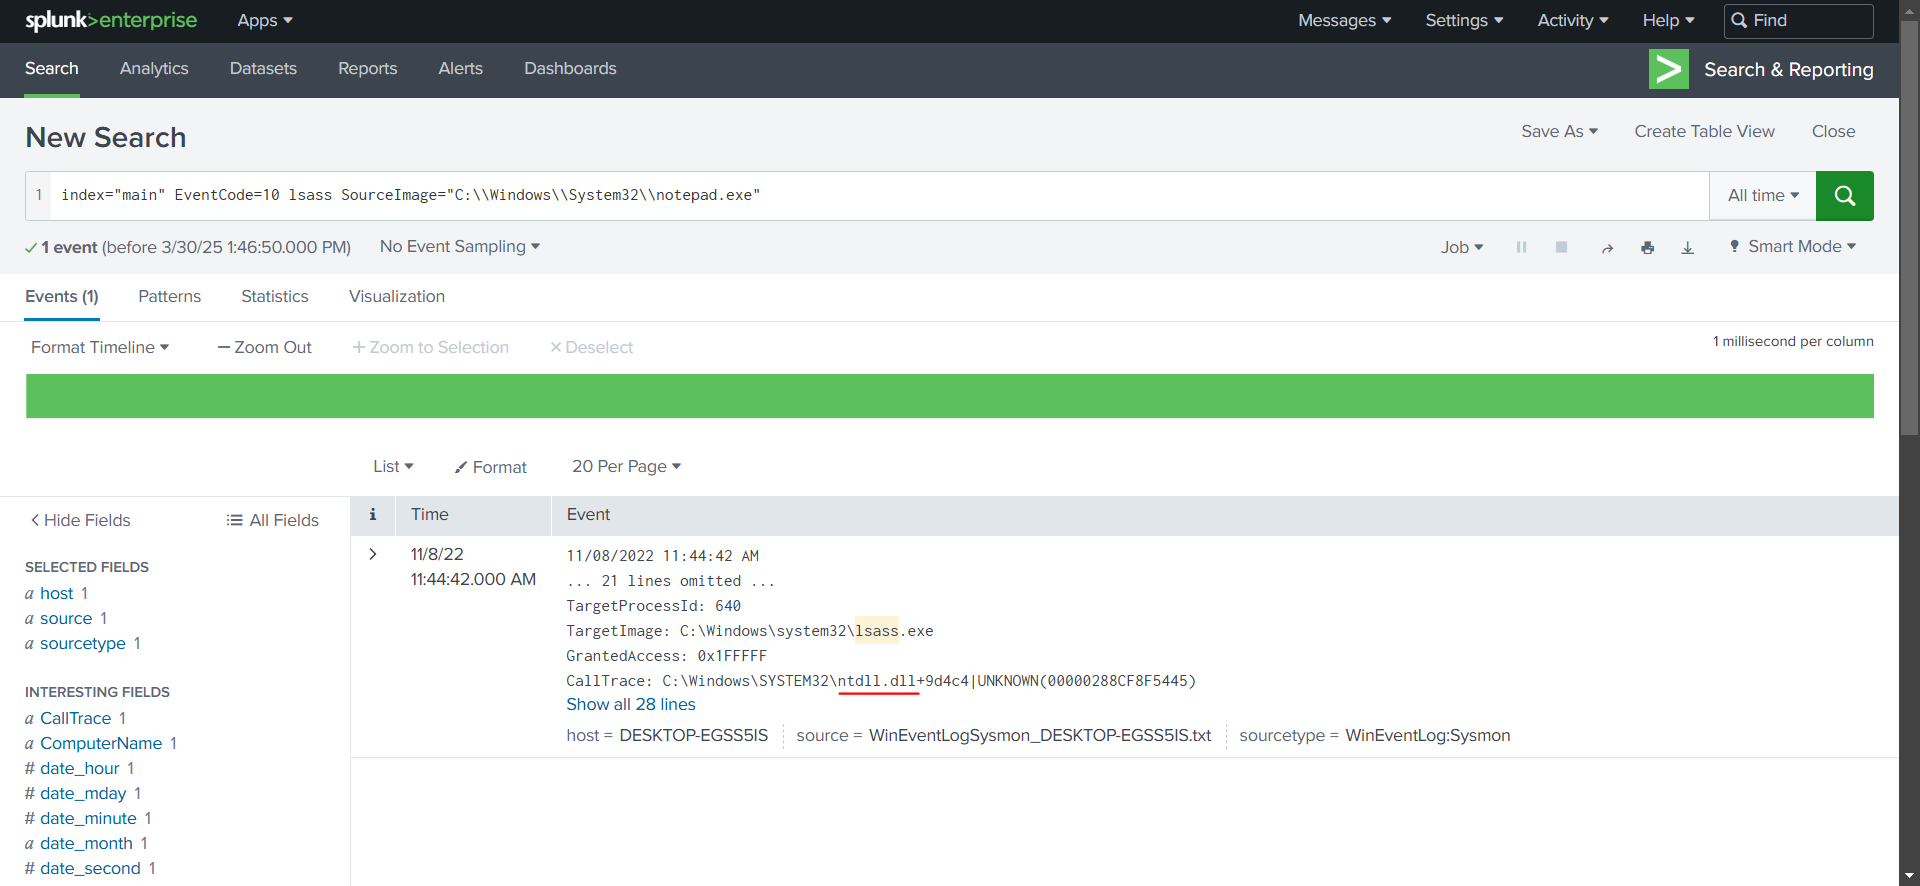 splunk>enterprise Apps Messages Settings Activity Help Find
Search Analytics Datasets Reports Alerts Dashboards Search & Reporting
New Search Save As Create Table View Close
1 index="main" EventCode=10 lsass SourceImage="C:\\Windows\\System32\\notepad.exe" All time
1 event (before 3/30/25 1:46:50.000 PM) No Event Sampling Job Smart Mode
Events (1) Patterns Statistics Visualization
Format Timeline Zoom Out Zoom to Selection Deselect 1 millisecond per column
List Format 20 Per Page
Hide Fields All Fields
i Time Event
SELECTED FIELDS
a host 1
a source 1
a sourcetype 1
INTERESTING FIELDS
a CallTrace 1
a ComputerName 1
# date_hour 1
# date_mday 1
# date_minute 1
a date_month 1
# date_second 1
11/8/22
11:44:42.000 AM
11/08/2022 11:44:42 AM
... 21 lines omitted ...
TargetProcessId: 640
TargetImage: C:\Windows\system32\lsass.exe
GrantedAccess: 0x1FFFFF
CallTrace: C:\Windows\SYSTEM32\ntdll.dll+9d4c4|UNKNOWN(00000288CF8F5445)
Show all 28 lines
host = DESKTOP-EGSS5IS source = WinEventLogSysmon_DESKTOP-EGSS5IS.txt sourcetype = WinEventLog:Sysmon